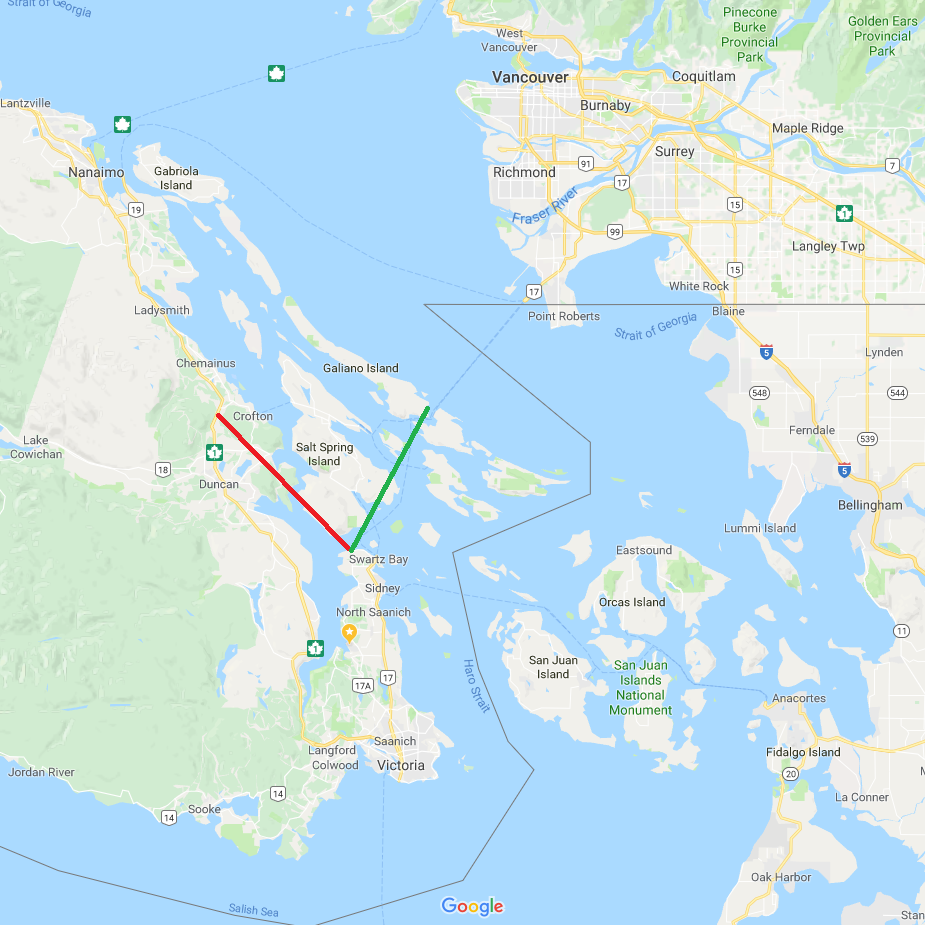 Strait of Georgia
Pinecone
Burke
Provincial
Park
Golden Ears
Provincial
Park
West
Vancouver
Vancouver
Coquitlam
Lantzville
Burnaby
Maple Ridge
Nanaimo
Gabriola
Island
Surrey
Richmond
91
7
17
19
Fraser River
15
1
99
Langley Twp
15
White Rock
17
Ladysmith
Point Roberts
Blaine
Strait of Georgia
5
Lynden
Chemainus
Galiano Island
548
544
Crofton
Ferndale
539
Lake
Cowichan
Salt Spring
Island
1
18
5
Duncan
Bellingham
Lummi Island
Swartz Bay
Eastsound
Sidney
Orcas Island
North Saanich
11
1
San Juan
Island
San Juan
Islands
National
Monument
Haro Strait
17
17A
Anacortes
Saanich
Langford
Colwood
Victoria
Fidalgo Island
Jordan River
20
14
La Conner
Sooke
14
Oak Harbor
Salish Sea
Google
Stan